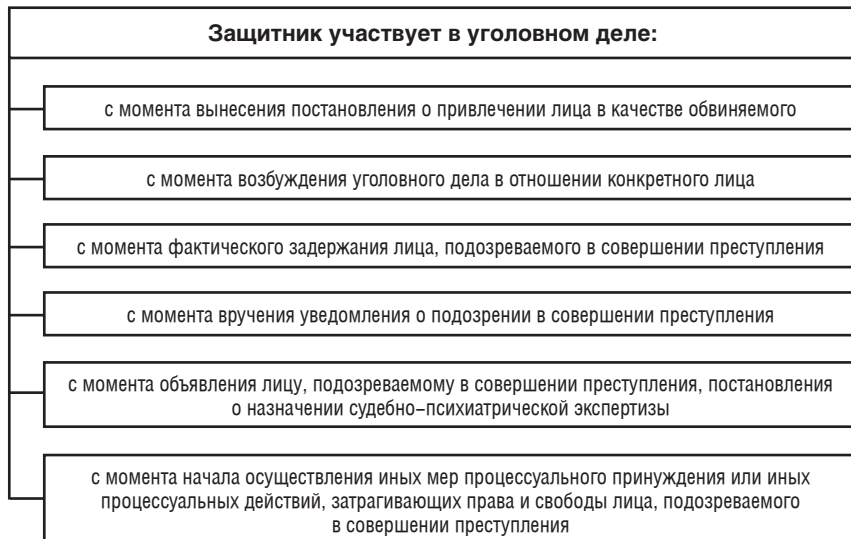 Защитник участвует в уголовном деле:
с момента вынесения постановления о привлечении лица в качестве обвиняемого
с момента возбуждения уголовного дела в отношении конкретного лица
с момента фактического задержания лица, подозреваемого в совершении преступления
с момента вручения уведомления о подозрении в совершении преступления
с момента объявления лицу, подозреваемому в совершении преступления, постановления
о назначении судебно–психиатрической экспертизы
с момента начала осуществления иных мер процессуального принуждения или иных
процессуальных действий, затрагивающих права и свободы лица, подозреваемого
в совершении преступления